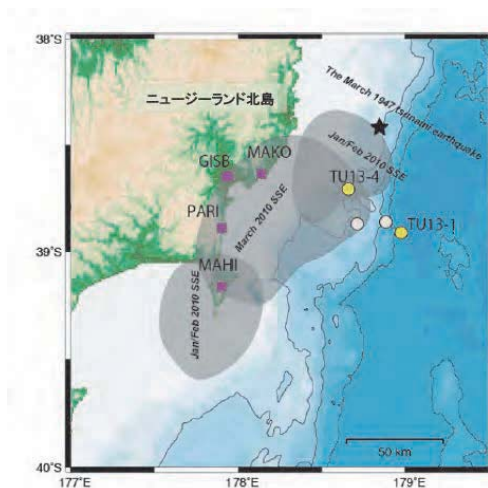 38°S
The March 1947 tsunami earthquake
ニュージーランド北島
Jan/Feb 2010 SSE
GISB
MAKO
TU13-4
PARI
March 2010 SSE
39°S
TU13-1
MAHI
Jan/Feb 2010 SSE
50 km
40°S
177°E
178°E
179°E